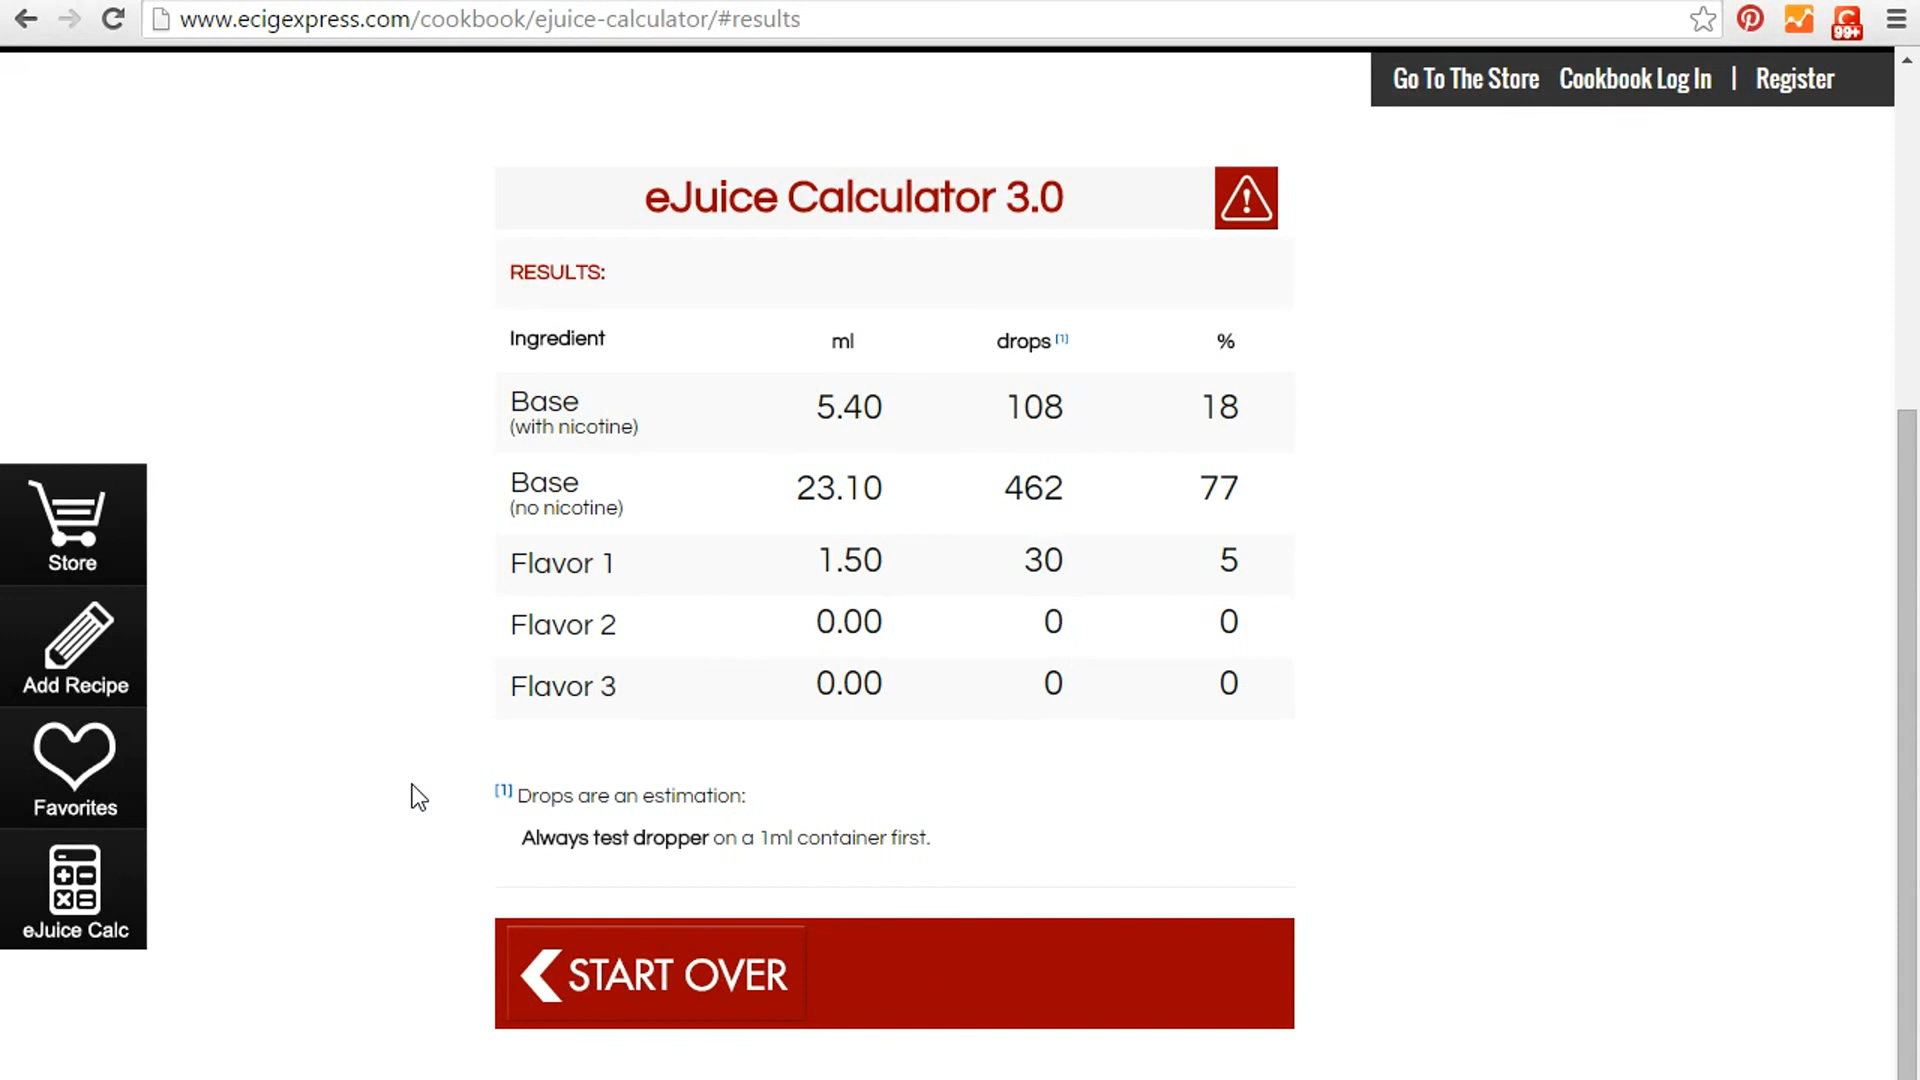 www.ecigexpress.com/cookbook/ejuice-calculator/#results
99+
Go To The Store Cookbook Log In | Register
eJuice Calculator 3.0
RESULTS:
Ingredient ml drops [1] %
Base 5.40 108 18
(with nicotine)
Base 23.10 462 77
(no nicotine)
Flavor 1 1.50 30 5
Flavor 2 0.00 0 0
Flavor 3 0.00 0 0
[1] Drops are an estimation:
Always test dropper on a 1ml container first.
START OVER
Store
Add Recipe
Favorites
eJuice Calc